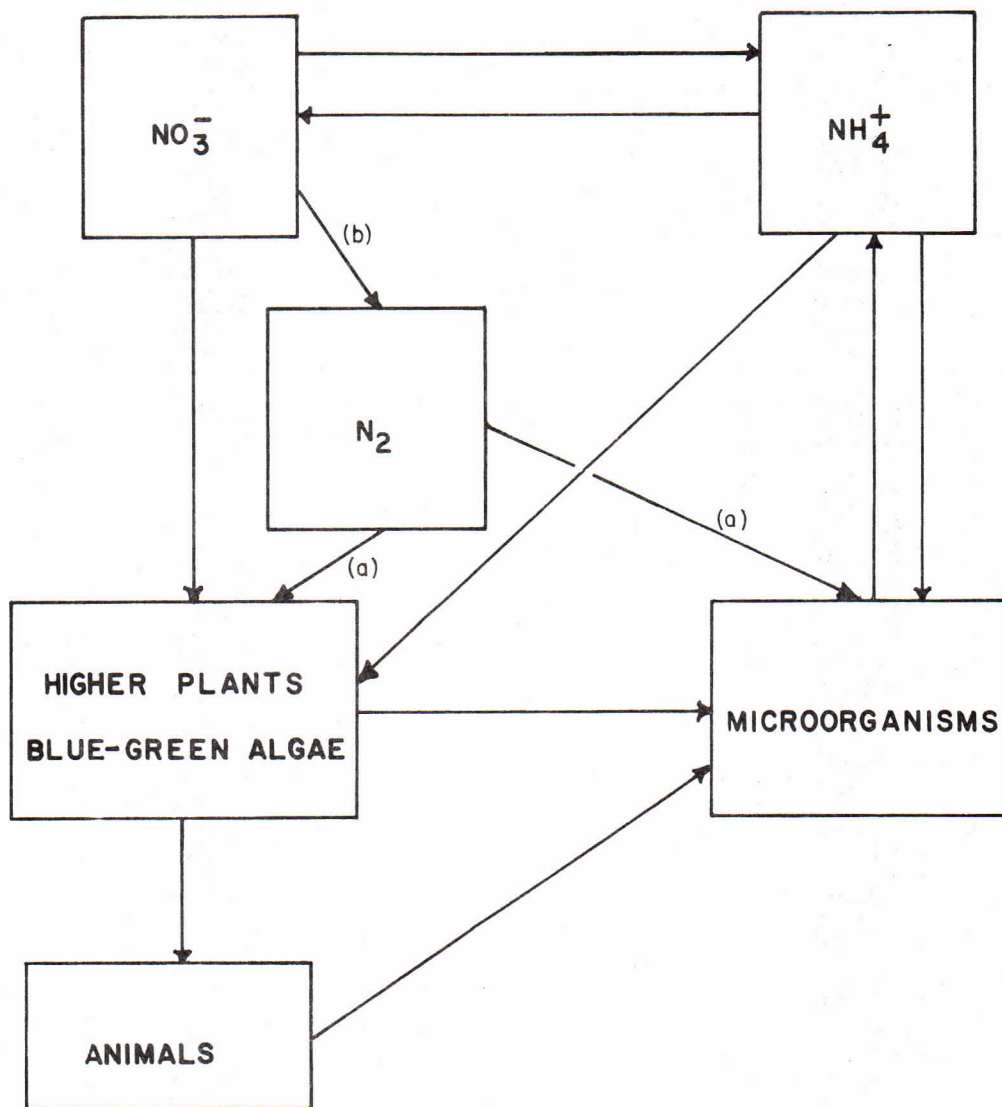 NO₃⁻
NH₄⁺
(b)
N₂
(a)
(a)
HIGHER PLANTS
BLUE-GREEN ALGAE
MICROORGANISMS
ANIMALS